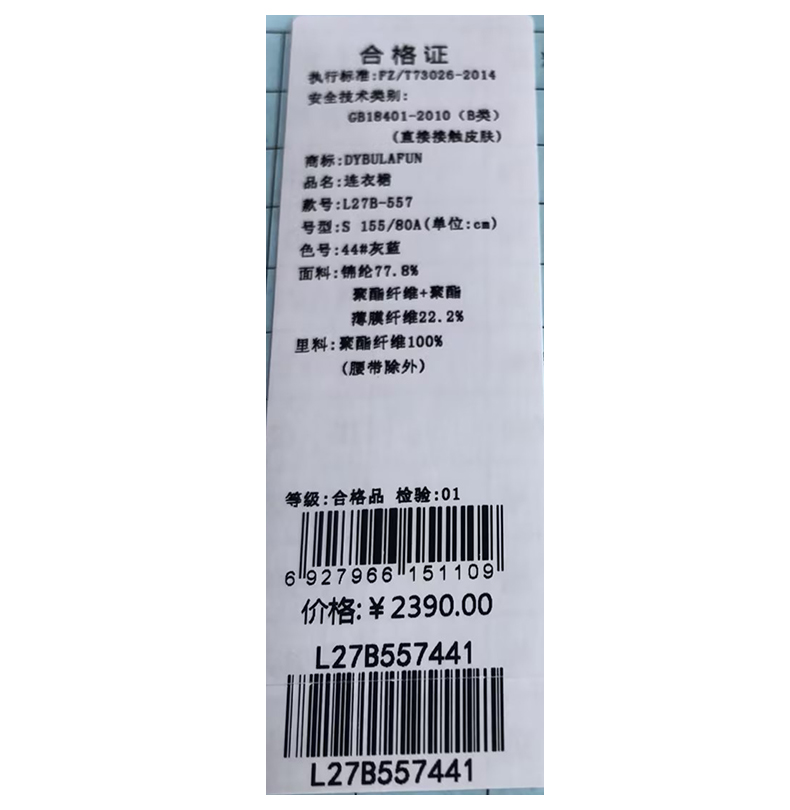 合格证
执行标准:FZ/T73026-2014
安全技术类别:
GB18401-2010(B类)
(直接接触皮肤)
商标:DYBULAFUN
品名:连衣裙
款号:L27B-557
号型:S 155/80A(单位:cm)
色号:44#灰蓝
面料:锦纶77.8%
聚酯纤维+聚酯
薄膜纤维22.2%
里料:聚酯纤维100%
(腰带除外)
等级:合格品 检验:01
6 927966 151109
价格:¥2390.00
L27B557441
L27B557441